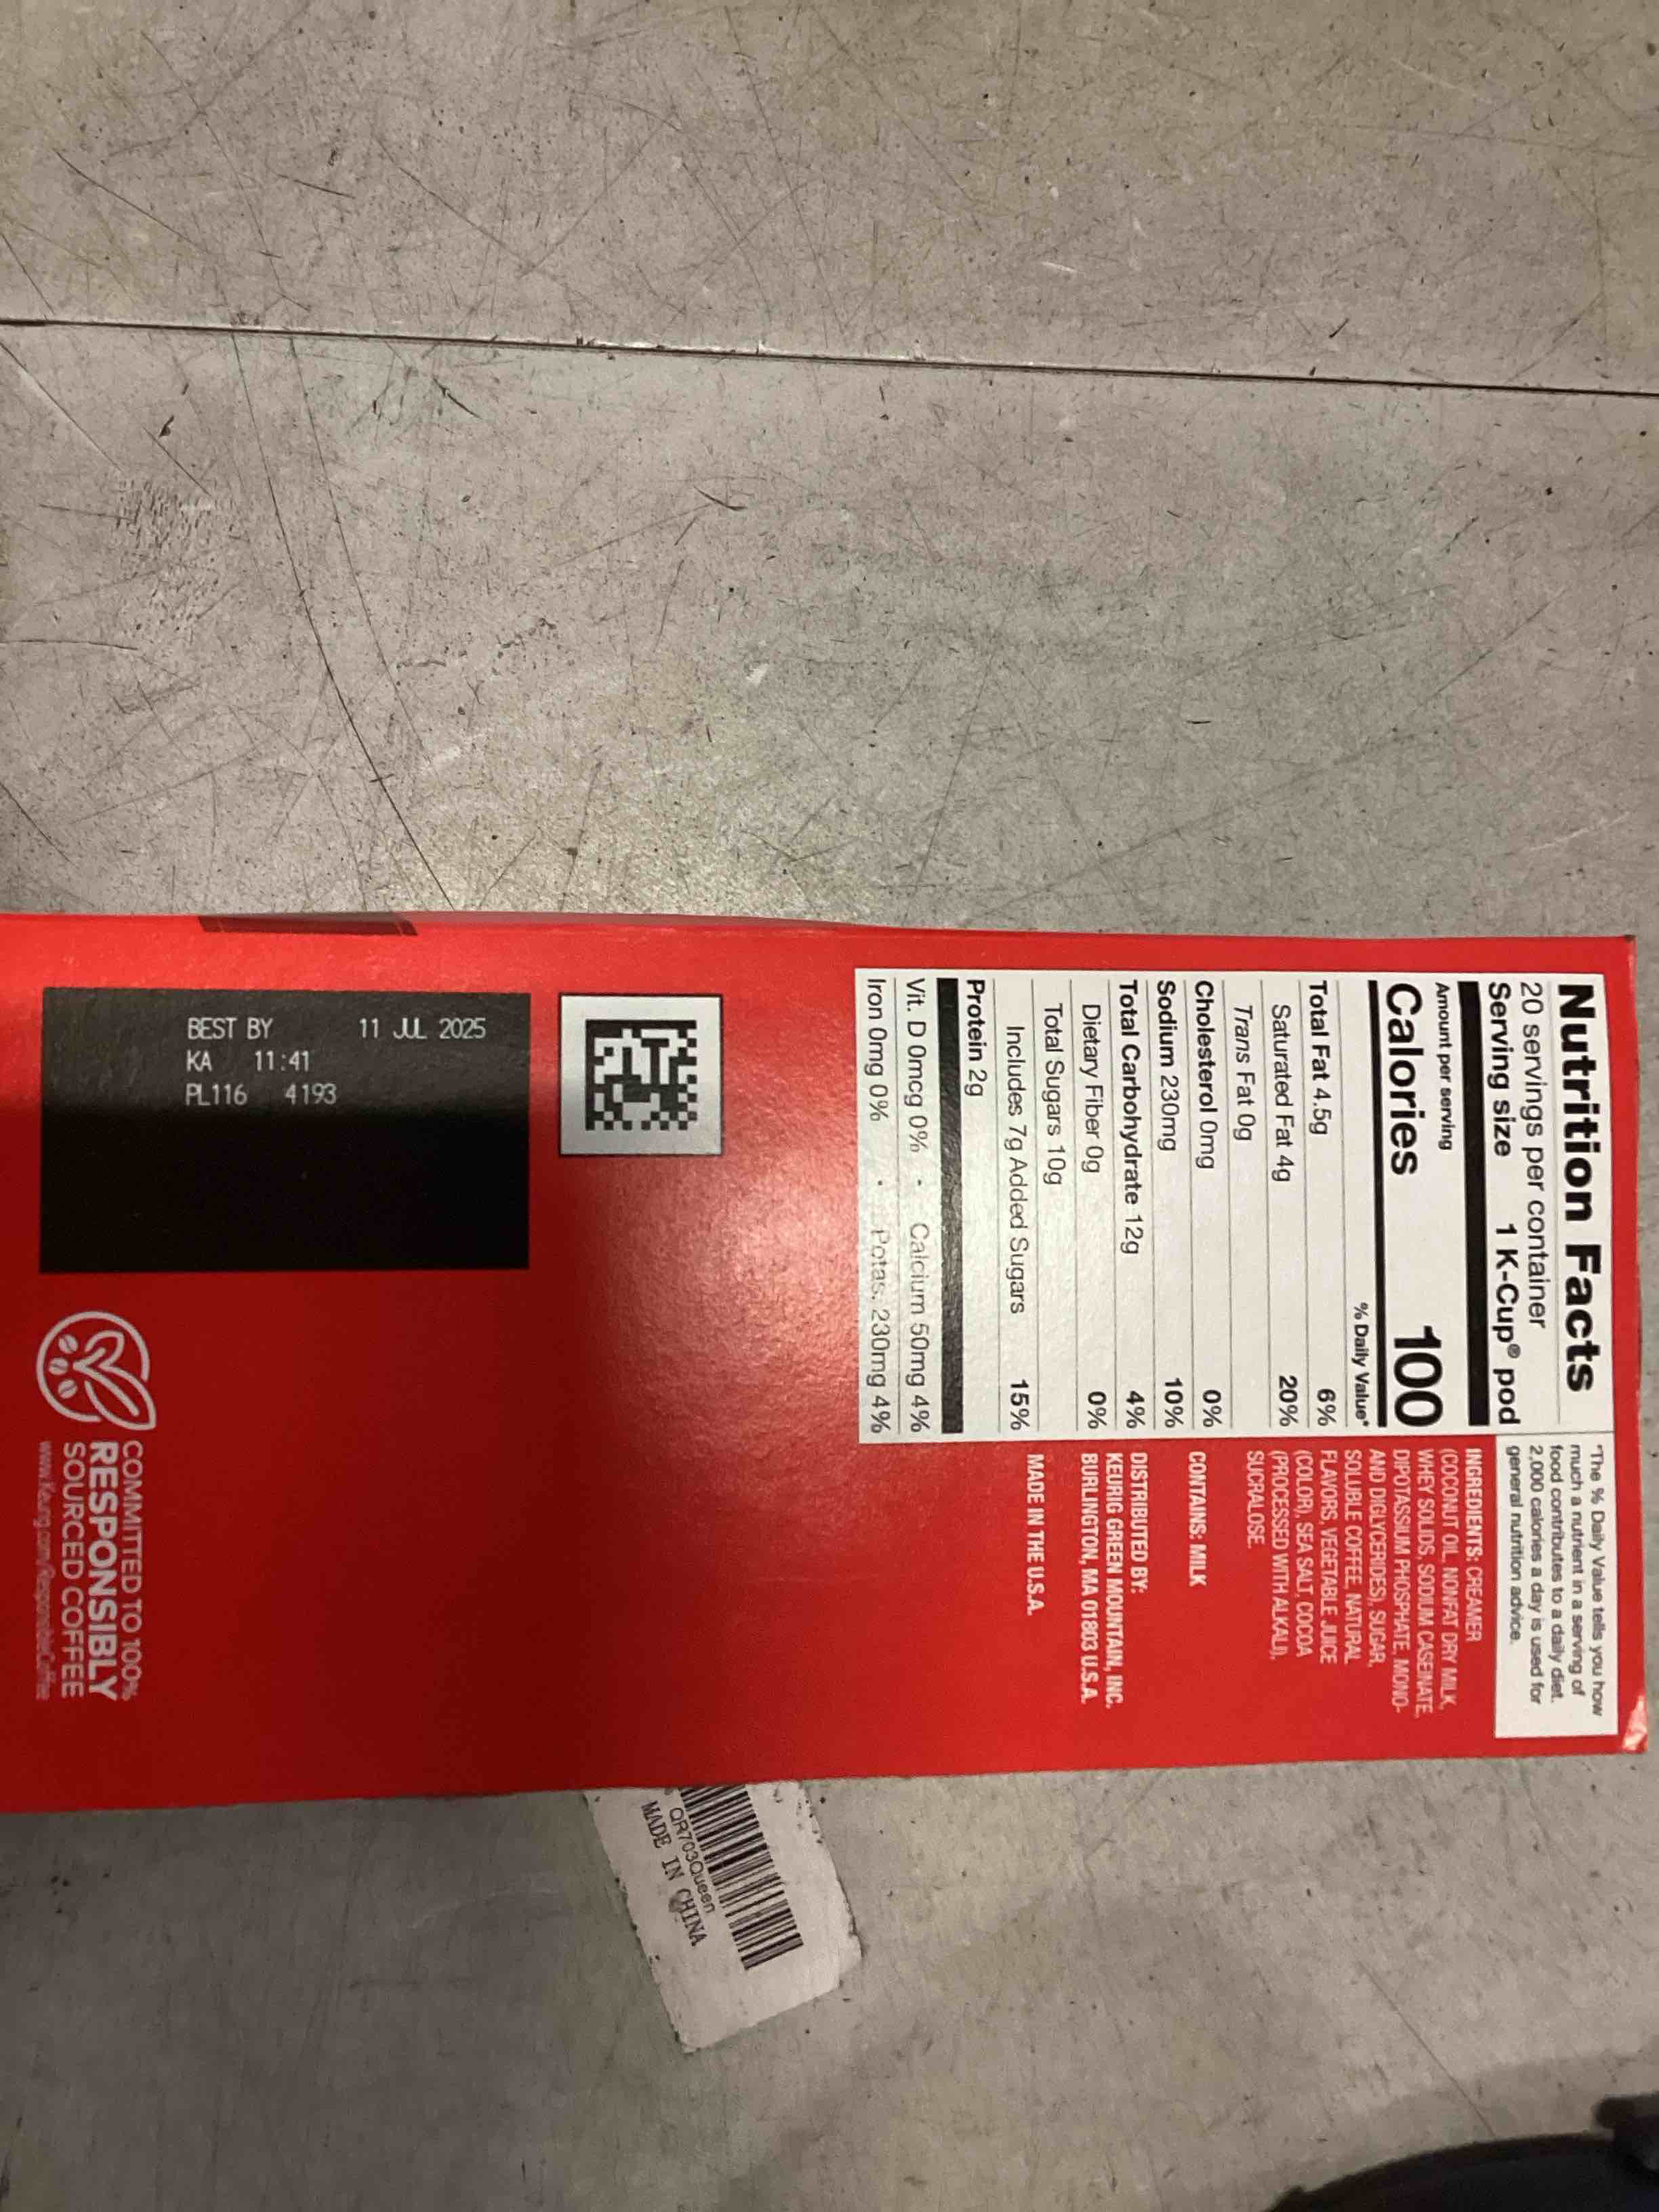 Nutrition Facts
20 servings per container
Serving size 1 K-Cup® pod
Amount per serving
Calories 100
% Daily Value*
Total Fat 4.5g 6%
Saturated Fat 4g 20%
Trans Fat 0g
Cholesterol 0mg 0%
Sodium 230mg 10%
Total Carbohydrate 12g 4%
Dietary Fiber 0g 0%
Total Sugars 10g
Includes 7g Added Sugars 15%
Protein 2g
Vit. D 0mcg 0% · Calcium 50mg 4%
Iron 0mg 0% · Potas. 230mg 4%
*The % Daily Value tells you how
much a nutrient in a serving of
food contributes to a daily diet.
2,000 calories a day is used for
general nutrition advice.
INGREDIENTS: CREAMER
(COCONUT OIL, NONFAT DRY MILK,
WHEY SOLIDS, SODIUM CASEINATE,
DIPOTASSIUM PHOSPHATE, MONO-
AND DIGLYCERIDES), SUGAR,
SOLUBLE COFFEE, NATURAL
FLAVORS, VEGETABLE JUICE
(COLOR), SEA SALT, COCOA
(PROCESSED WITH ALKALI),
SUCRALOSE.
CONTAINS: MILK
DISTRIBUTED BY:
KEURIG GREEN MOUNTAIN, INC.
BURLINGTON, MA 01803 U.S.A.
MADE IN THE U.S.A.
BEST BY 11 JUL 2025
KA 11:41
PL116 4193
COMMITTED TO 100%
RESPONSIBLY
SOURCED COFFEE
www.Keurig.com/ResponsibleCoffee
QR703Queen
MADE IN CHINA